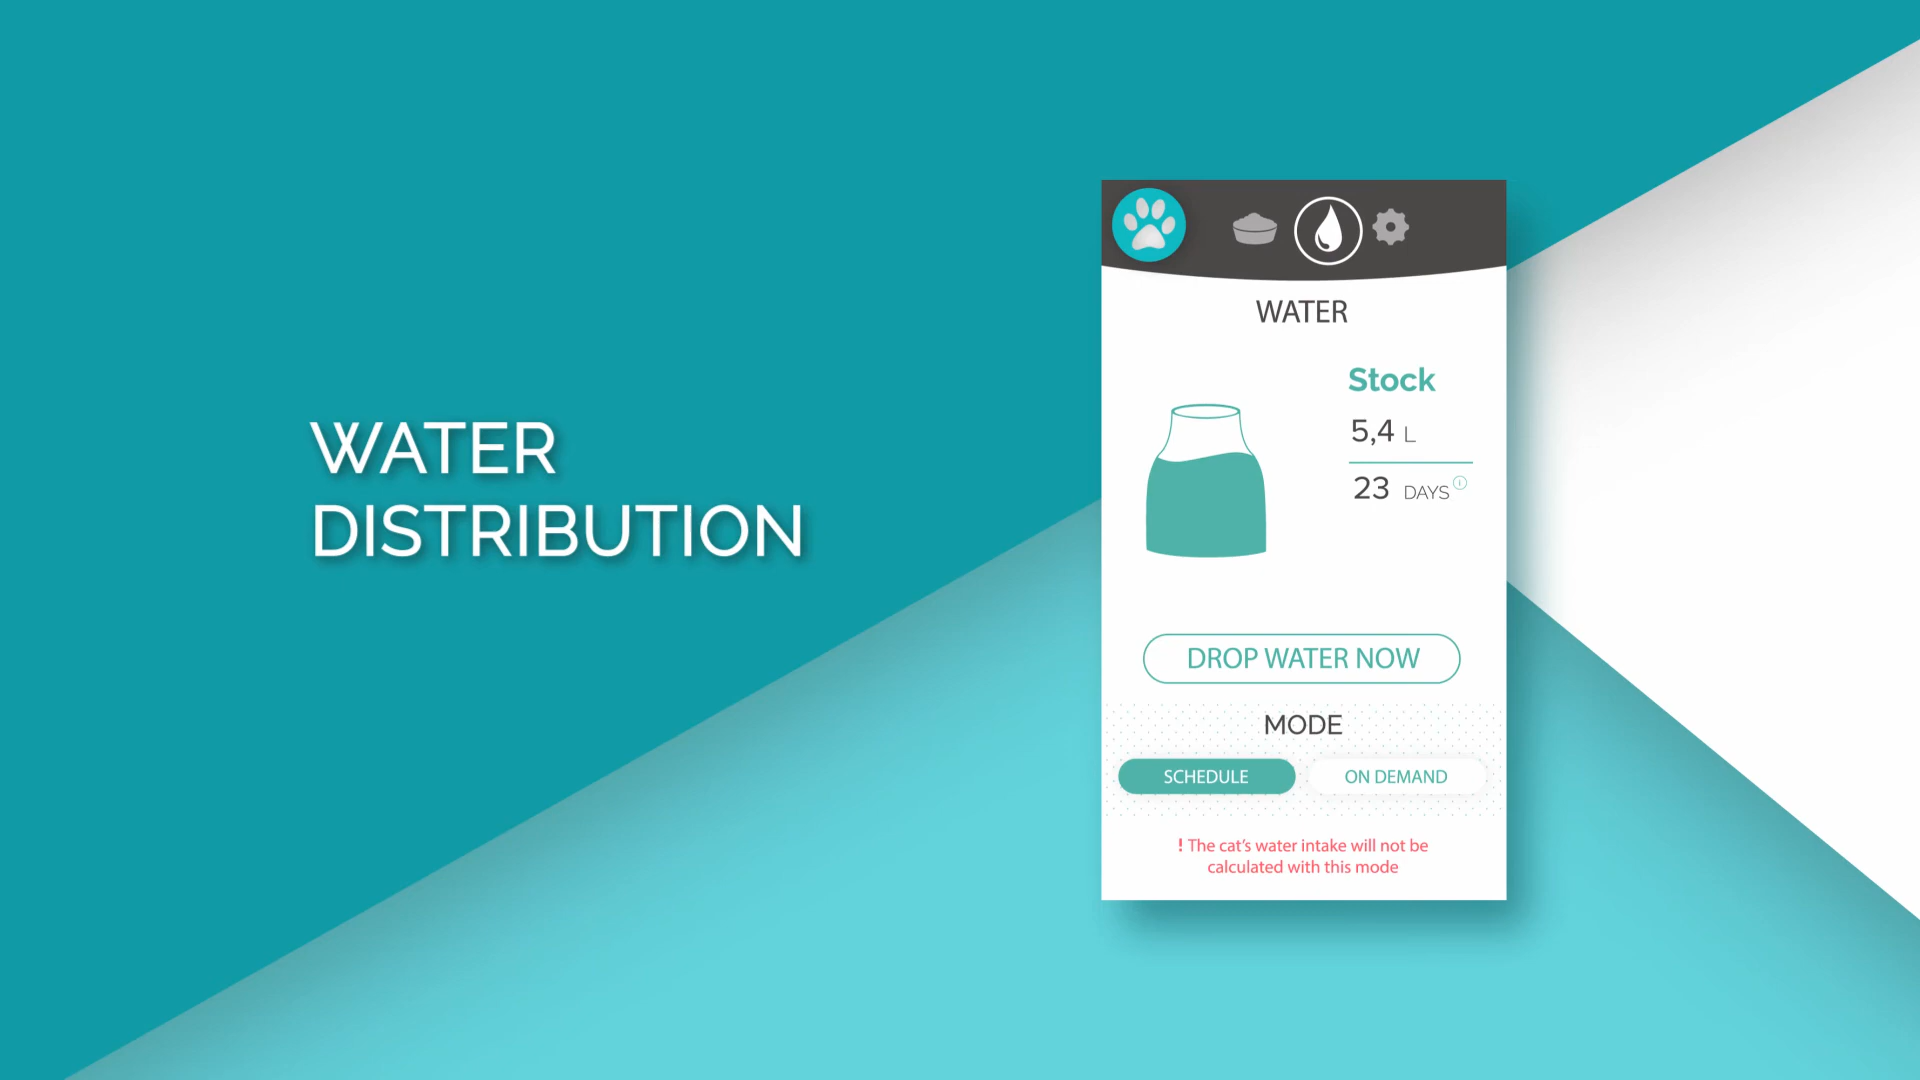 WATER
DISTRIBUTION
WATER
Stock
5,4 L
23 DAYS
DROP WATER NOW
MODE
SCHEDULE
ON DEMAND
! The cat's water intake will not be
calculated with this mode